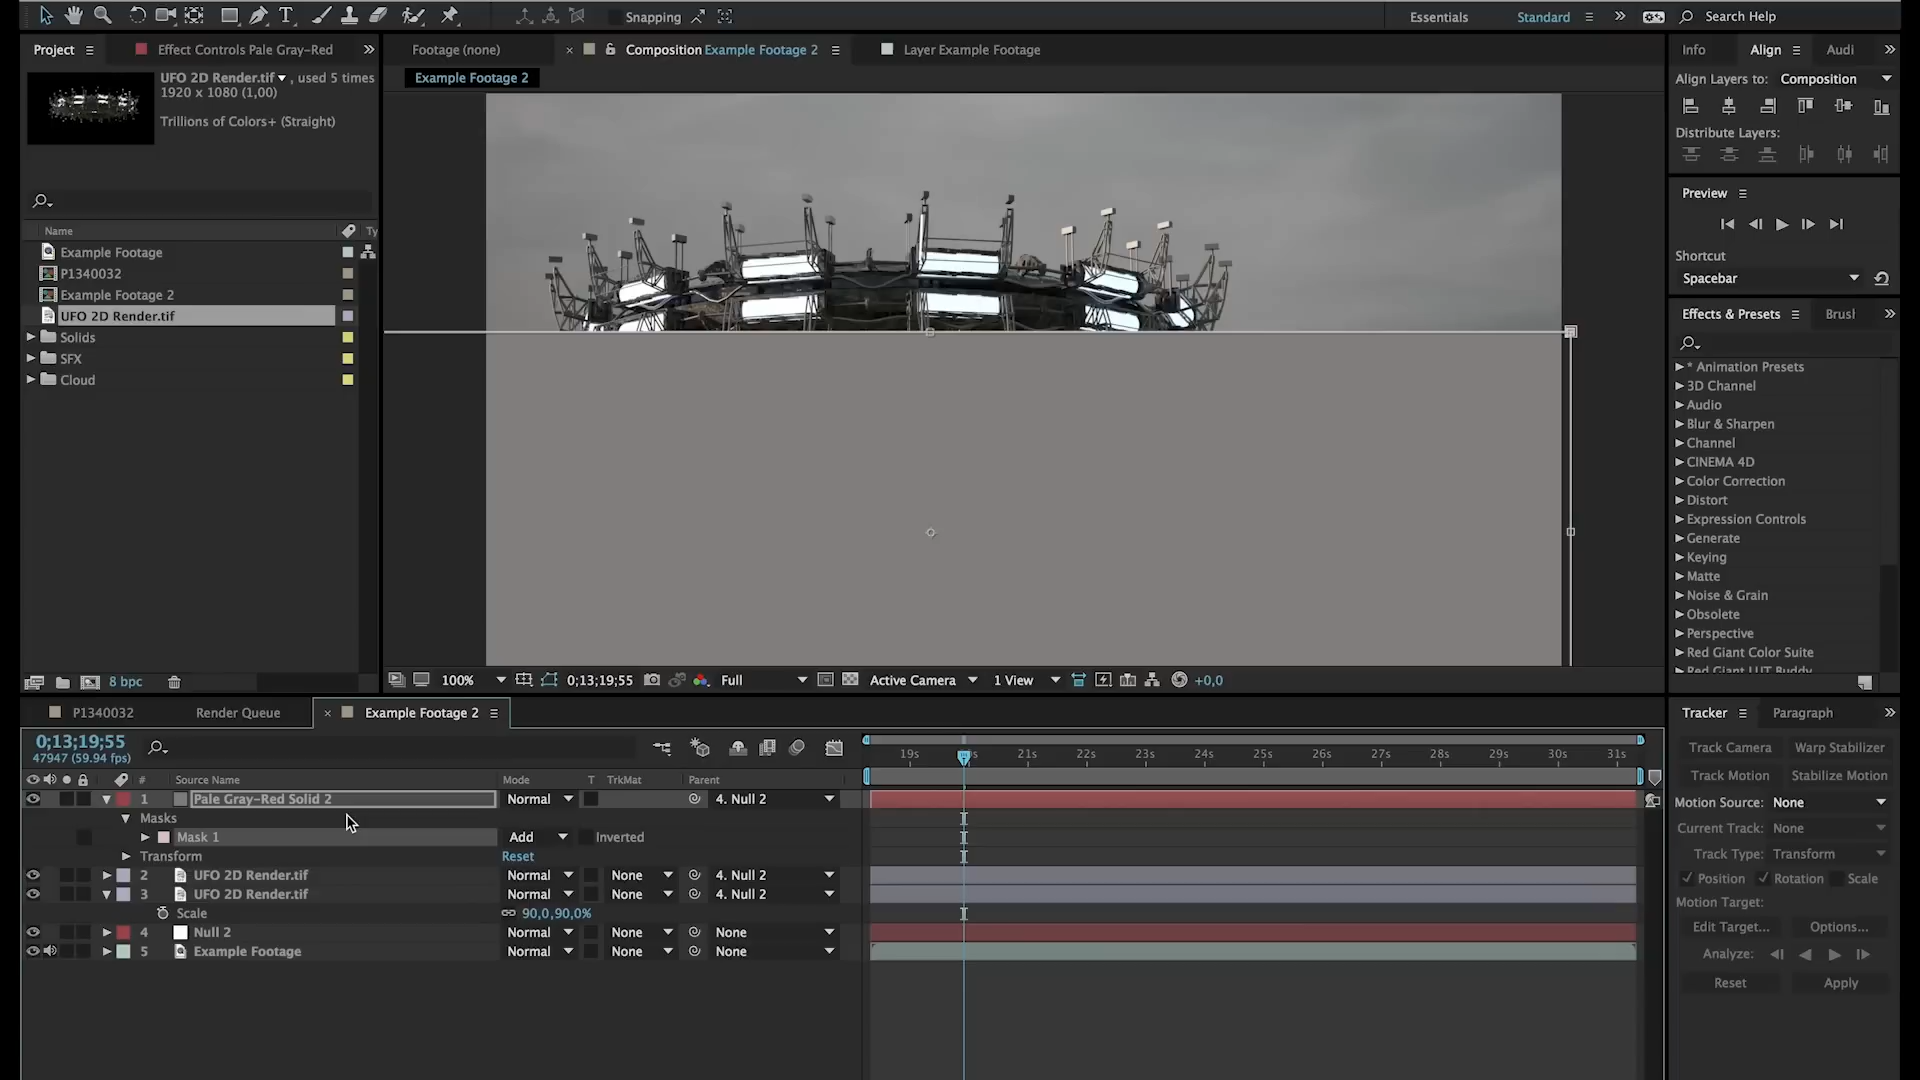 Snapping
Essentials
Standard
Search Help
Project
Effect Controls Pale Gray-Red
Footage (none)
Composition Example Footage 2
Layer Example Footage
Info
Align
Audi
UFO 2D Render.tif , used 5 times
1920 x 1080 (1,00)
Trillions of Colors+ (Straight)
Example Footage 2
Align Layers to: Composition
Distribute Layers:
Preview
Shortcut
Spacebar
Name
Ty
Example Footage
P1340032
Example Footage 2
UFO 2D Render.tif
Solids
SFX
Cloud
Effects & Presets
Brusl
* Animation Presets
3D Channel
Audio
Blur & Sharpen
Channel
CINEMA 4D
Color Correction
Distort
Expression Controls
Generate
Keying
Matte
Noise & Grain
Obsolete
Perspective
Red Giant Color Suite
Red Giant LUT Buddy
8 bpc
100%
0;13;19;55
Full
Active Camera
1 View
+0,0
P1340032
Render Queue
Example Footage 2
Tracker
Paragraph
0;13;19;55
47947 (59.94 fps)
19s
21s
22s
23s
24s
25s
26s
27s
28s
29s
30s
31s
Track Camera
Warp Stabilizer
Track Motion
Stabilize Motion
Motion Source: None
Current Track: None
Track Type: Transform
Position
Rotation
Scale
Motion Target:
Edit Target...
Options...
Analyze:
Reset
Apply
#
Source Name
Mode
T
TrkMat
Parent
1
Pale Gray-Red Solid 2
Normal
4. Null 2
Masks
Mask 1
Add
Inverted
Transform
Reset
2
UFO 2D Render.tif
Normal
None
4. Null 2
3
UFO 2D Render.tif
Normal
None
4. Null 2
Scale
90,0,90,0%
4
Null 2
Normal
None
None
5
Example Footage
Normal
None
None